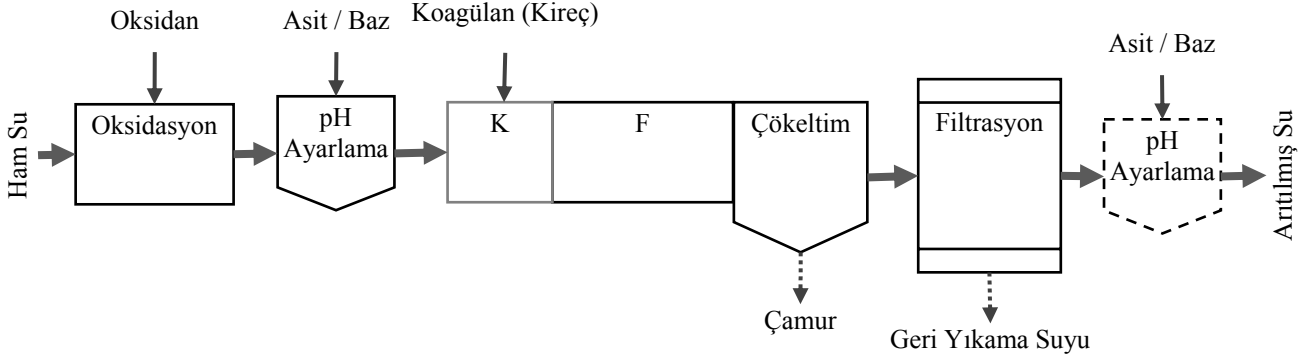 Oksidan
Asit / Baz
Koagülan (Kireç)
Asit / Baz
Ham Su
Oksidasyon
pH
Ayarlama
K
F
Çökeltim
Filtrasyon
pH
Ayarlama
Arıtılmış Su
Çamur
Geri Yıkama Suyu